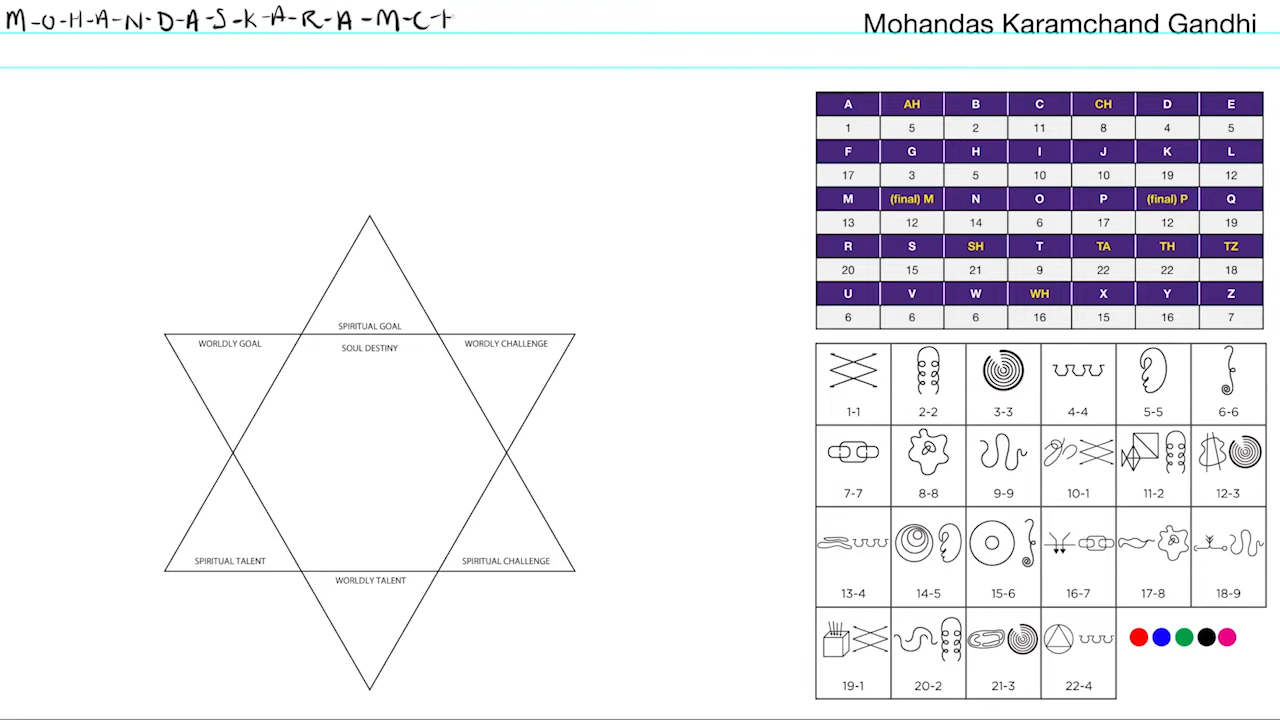 M-O-H-A-N-D-A-S-K-A-R-A-M-C-
Mohandas Karamchand Gandhi
A AH B C CH D E
1 5 2 11 8 4 5
F G H I J K L
17 3 5 10 10 19 12
M (final) M N O P (final) P Q
13 12 14 6 17 12 19
R S SH T TA TH TZ
20 15 21 9 22 22 18
U V W WH X Y Z
6 6 6 16 15 16 7
SPIRITUAL GOAL
WORLDLY GOAL
SOUL DESTINY
WORDLY CHALLENGE
SPIRITUAL TALENT
SPIRITUAL CHALLENGE
WORLDLY TALENT
1-1 2-2 3-3 4-4 5-5 6-6
7-7 8-8 9-9 10-1 11-2 12-3
13-4 14-5 15-6 16-7 17-8 18-9
19-1 20-2 21-3 22-4